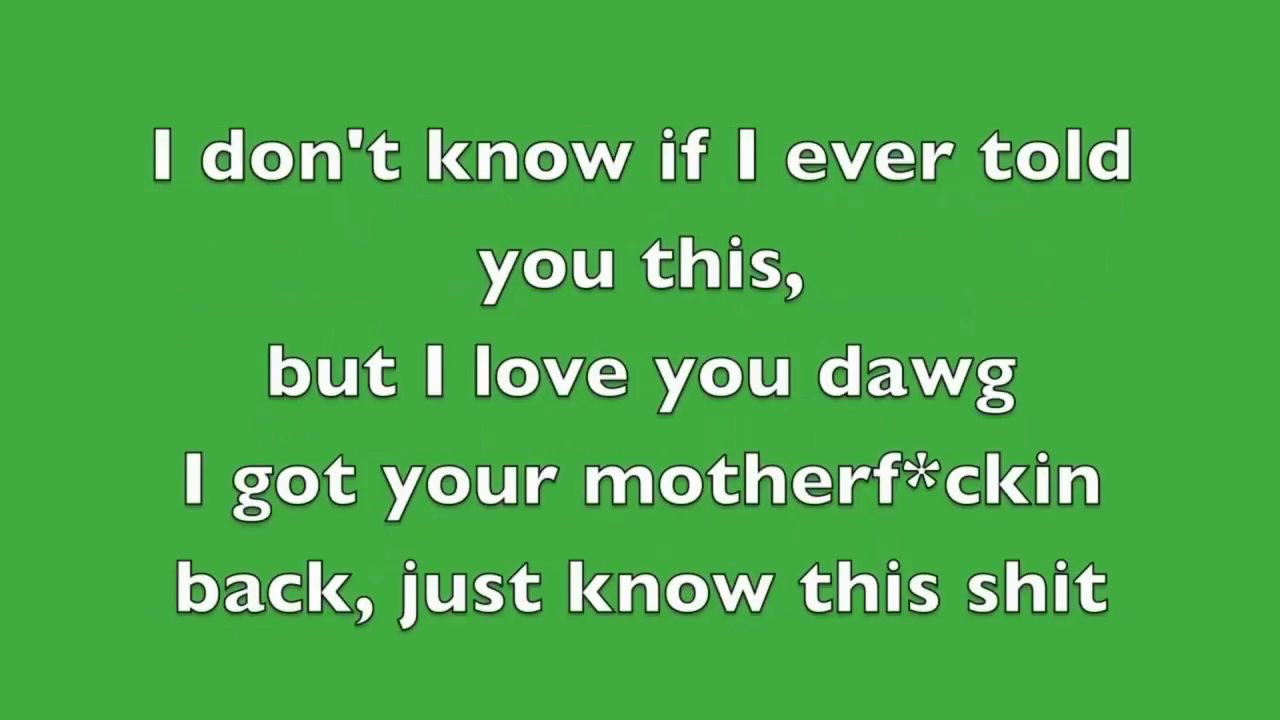 I don't know if I ever told
you this,
but I love you dawg
I got your motherf*ckin
back, just know this shit